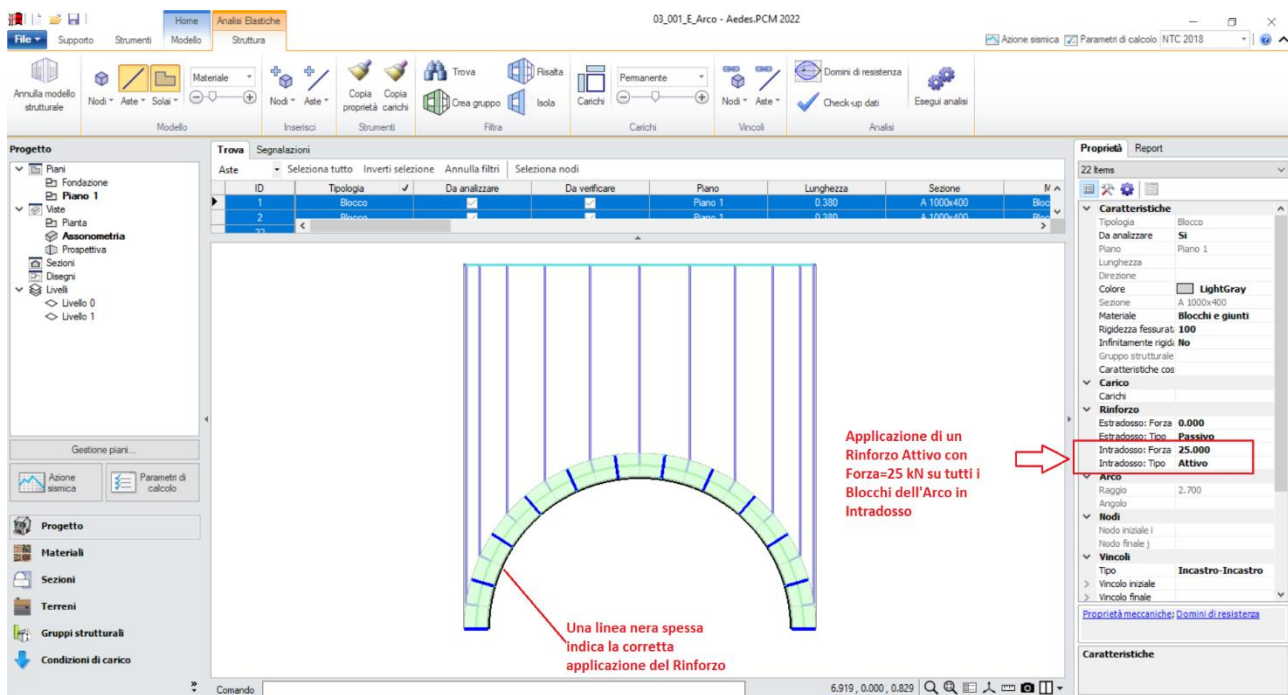 Home
Analisi Elastiche
03_001_E_Arco - Aedes.PCM 2022
File
Supporto
Strumenti
Modello
Struttura
Azione sismica
Parametri di calcolo
NTC 2018
Annulla modello
strutturale
Nodi
Aste
Solai
Materiale
Modello
Nodi
Aste
Inserisci
Copia
proprietà
Copia
carichi
Strumenti
Trova
Risalta
Crea gruppo
Isola
Filtra
Carichi
Permanente
Carichi
Nodi
Aste
Vincoli
Domini di resistenza
Check-up dati
Esegui analisi
Analisi
Progetto
Piani
Fondazione
Piano 1
Viste
Pianta
Assonometria
Prospettiva
Sezioni
Disegni
Livelli
Livello 0
Livello 1
Gestione piani...
Azione
sismica
Parametri di
calcolo
Progetto
Materiali
Sezioni
Terreni
Gruppi strutturali
Condizioni di carico
Trova Segnalazioni
Aste Seleziona tutto Inverti selezione Annulla filtri Seleziona nodi
ID Tipologia Da analizzare Da verificare Piano Lunghezza Sezione
1 Blocco Piano 1 0.380 A 1000x400 Bloc
2 Blocco Piano 1 0.380 A 1000x400 Bloc
22
Applicazione di un
Rinforzo Attivo con
Forza=25 kN su tutti i
Blocchi dell'Arco in
Intradosso
Una linea nera spessa
indica la corretta
applicazione del Rinforzo
Comando
6.919 , 0.000 , 0.829
Proprietà Report
22 Items
Caratteristiche
Tipologia Blocco
Da analizzare Sì
Piano Piano 1
Lunghezza
Direzione
Colore LightGray
Sezione A 1000x400
Materiale Blocchi e giunti
Rigidezza fessurat 100
Infinitamente rigid No
Gruppo strutturale
Caratteristiche cos
Carico
Carichi
Rinforzo
Estradosso: Forza 0.000
Estradosso: Tipo Passivo
Intradosso: Forza 25.000
Intradosso: Tipo Attivo
Arco
Raggio 2.700
Angolo
Nodi
Nodo iniziale i
Nodo finale j
Vincoli
Tipo Incastro-Incastro
Vincolo iniziale
Vincolo finale
Proprietà meccaniche; Domini di resistenza
Caratteristiche